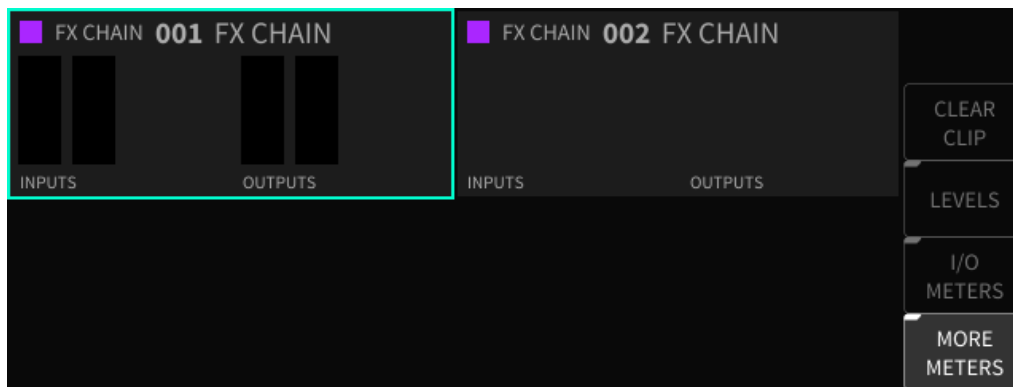 FX CHAIN 001 FX CHAIN
INPUTS OUTPUTS
FX CHAIN 002 FX CHAIN
INPUTS OUTPUTS
CLEAR
CLIP
LEVELS
I/O
METERS
MORE
METERS